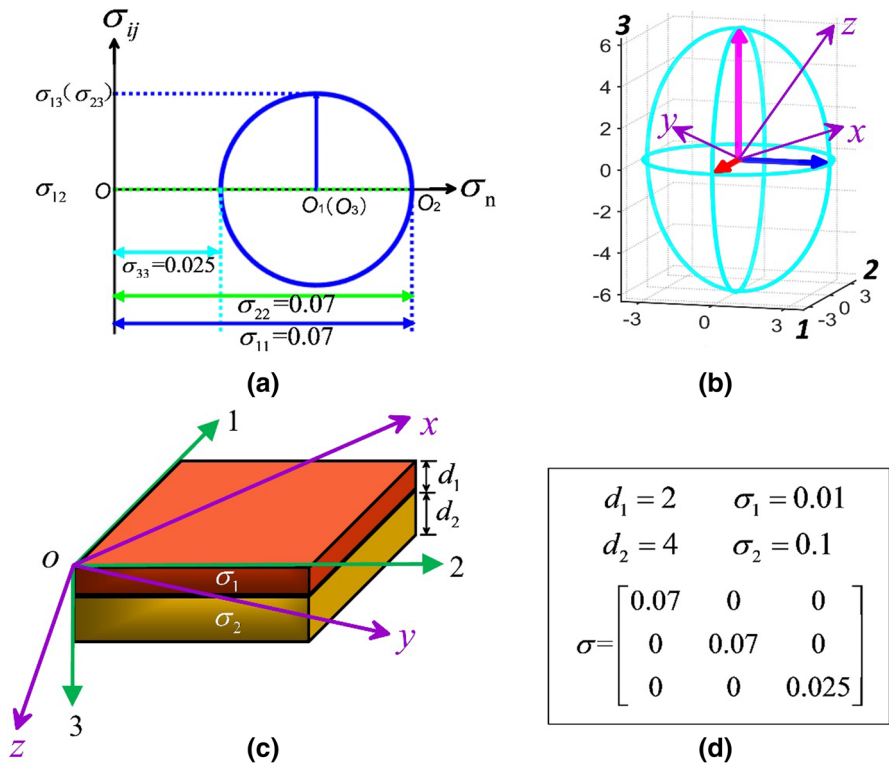 σij
σ13(σ23)
σ12
O
O1(O3)
O2
σn
σ33=0.025
σ22=0.07
σ11=0.07
(a)
3
6
4
2
0
-2
-4
-6
z
y
x
-3
0
3
1
-3
0
3
2
(b)
1
x
d1
d2
o
2
σ1
σ2
y
3
z
(c)
d1=2 σ1=0.01
d2=4 σ2=0.1
0.07 0 0
σ= 0 0.07 0
0 0 0.025
(d)